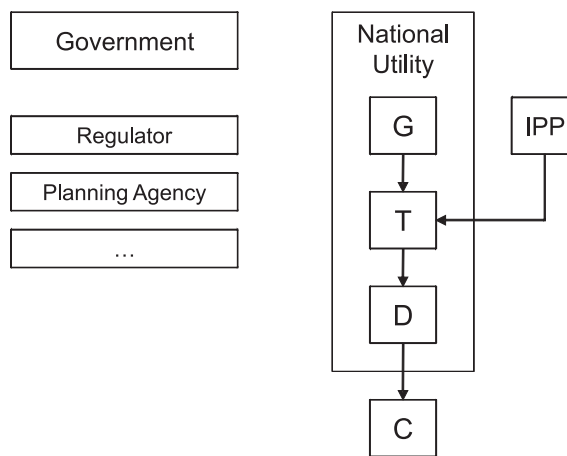 Government
Regulator
Planning Agency
...
National
Utility
G
IPP
T
D
C